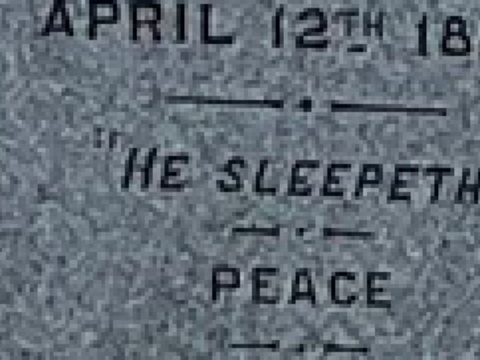 APRIL 12TH 18
"HE SLEEPETH
PEACE